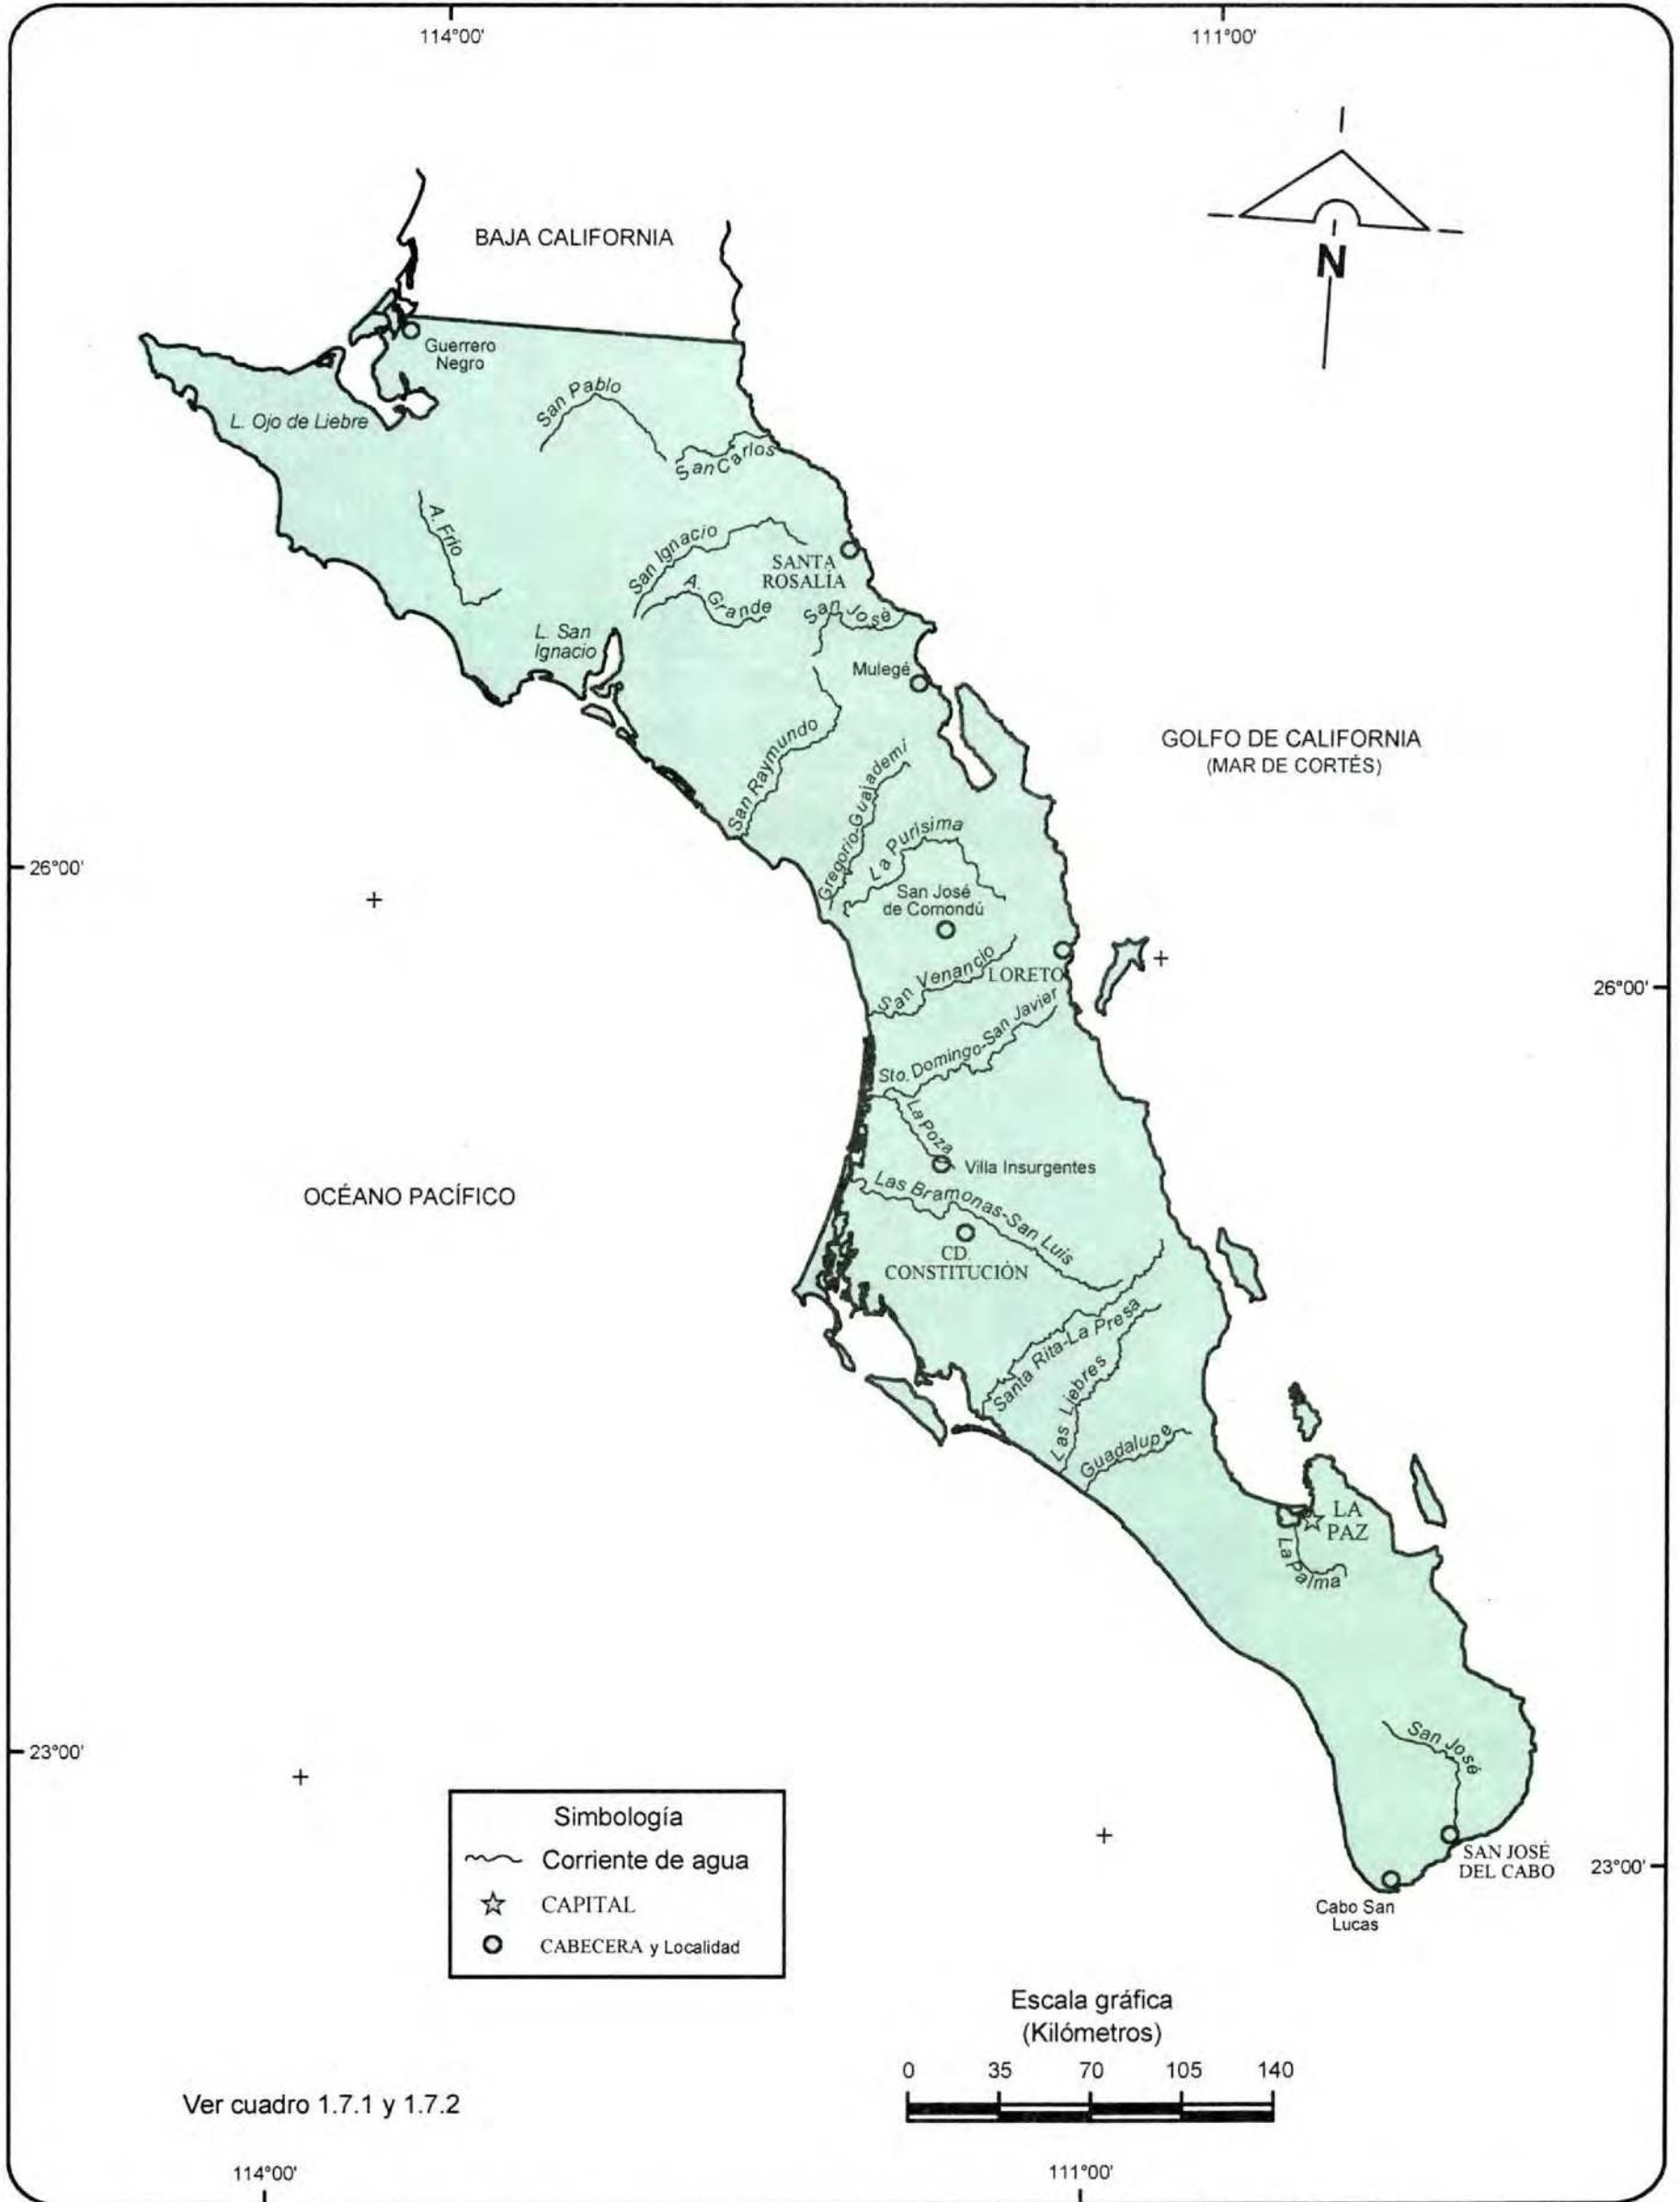 114°00'
111°00'
BAJA CALIFORNIA
N
Guerrero
Negro
L. Ojo de Liebre
San Pablo
San Carlos
A. Frío
San Ignacio
SANTA
ROSALÍA
A. Grande
San José
L. San
Ignacio
Mulegé
San Raymundo
GOLFO DE CALIFORNIA
(MAR DE CORTÉS)
Gregorio-Guajademi
La Purísima
26°00'
San José
de Comondú
San Venancio
LORETO
26°00'
Sto. Domingo-San Javier
La Poza
Villa Insurgentes
OCÉANO PACÍFICO
Las Bramonas-San Luis
CD.
CONSTITUCIÓN
Santa Rita-La Presa
Las Liebres
Guadalupe
LA
PAZ
La Palma
San José
23°00'
SAN JOSÉ
DEL CABO
23°00'
Cabo San
Lucas
Simbología
Corriente de agua
CAPITAL
CABECERA y Localidad
Escala gráfica
(Kilómetros)
0 35 70 105 140
Ver cuadro 1.7.1 y 1.7.2
114°00'
111°00'